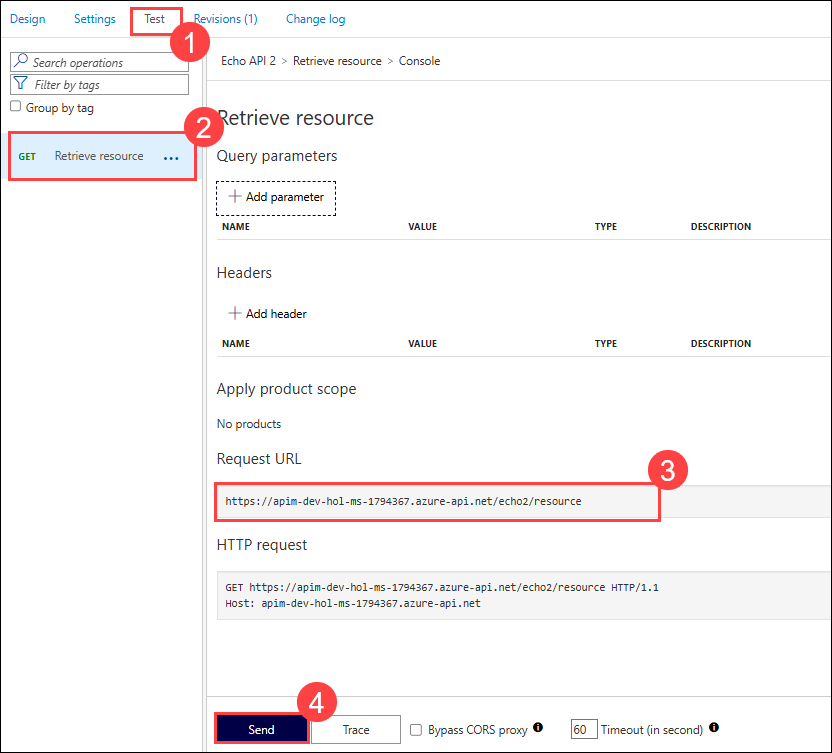 Design Settings Test Revisions (1) Change log
1
Search operations
Filter by tags
Group by tag
2
GET Retrieve resource ...
Echo API 2 > Retrieve resource > Console
Retrieve resource
Query parameters
+ Add parameter
NAME VALUE TYPE DESCRIPTION
Headers
+ Add header
NAME VALUE TYPE DESCRIPTION
Apply product scope
No products
Request URL
3
https://apim-dev-hol-ms-1794367.azure-api.net/echo2/resource
HTTP request
GET https://apim-dev-hol-ms-1794367.azure-api.net/echo2/resource HTTP/1.1
Host: apim-dev-hol-ms-1794367.azure-api.net
4
Send Trace Bypass CORS proxy i 60 Timeout (in second) i